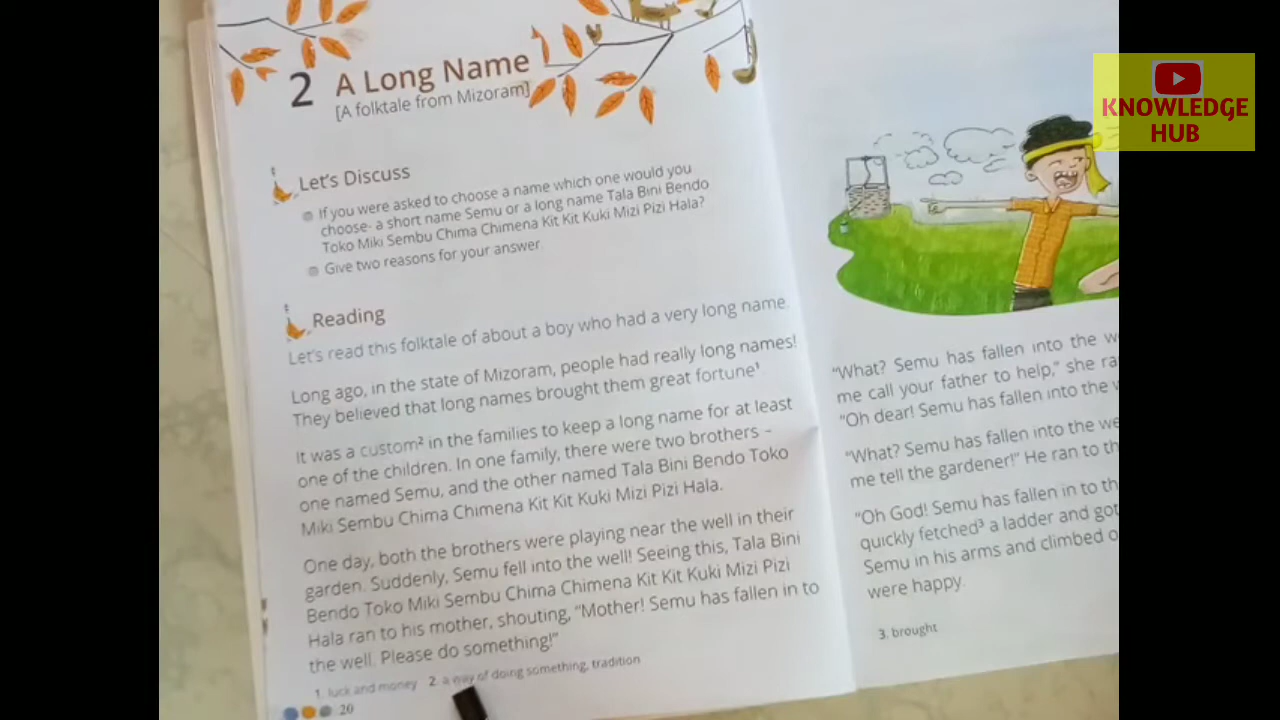 2 A Long Name
[A folktale from Mizoram]
Let's Discuss
If you were asked to choose a name which one would you
choose- a short name Semu or a long name Tala Bini Bendo
Toko Miki Sembu Chima Chimena Kit Kit Kuki Mizi Pizi Hala?
Give two reasons for your answer.
Reading
Let's read this folktale of about a boy who had a very long name.
Long ago, in the state of Mizoram, people had really long names!
They believed that long names brought them great fortune¹
It was a custom² in the families to keep a long name for at least
one of the children. In one family, there were two brothers –
one named Semu, and the other named Tala Bini Bendo Toko
Miki Sembu Chima Chimena Kit Kit Kuki Mizi Pizi Hala.
One day, both the brothers were playing near the well in their
garden. Suddenly, Semu fell into the well! Seeing this, Tala Bini
Bendo Toko Miki Sembu Chima Chimena Kit Kit Kuki Mizi Pizi
Hala ran to his mother, shouting, "Mother! Semu has fallen in to
the well. Please do something!"
1. luck and money 2. a way of doing something, tradition
20
"What? Semu has fallen into the
me call your father to help," she
"Oh dear! Semu has fallen into the
"What? Semu has fallen into the
me tell the gardener!" He ran to
"Oh God! Semu has fallen in to
quickly fetched³ a ladder and got
Semu in his arms and climbed
were happy.
3. brought
KNOWLEDGE
HUB